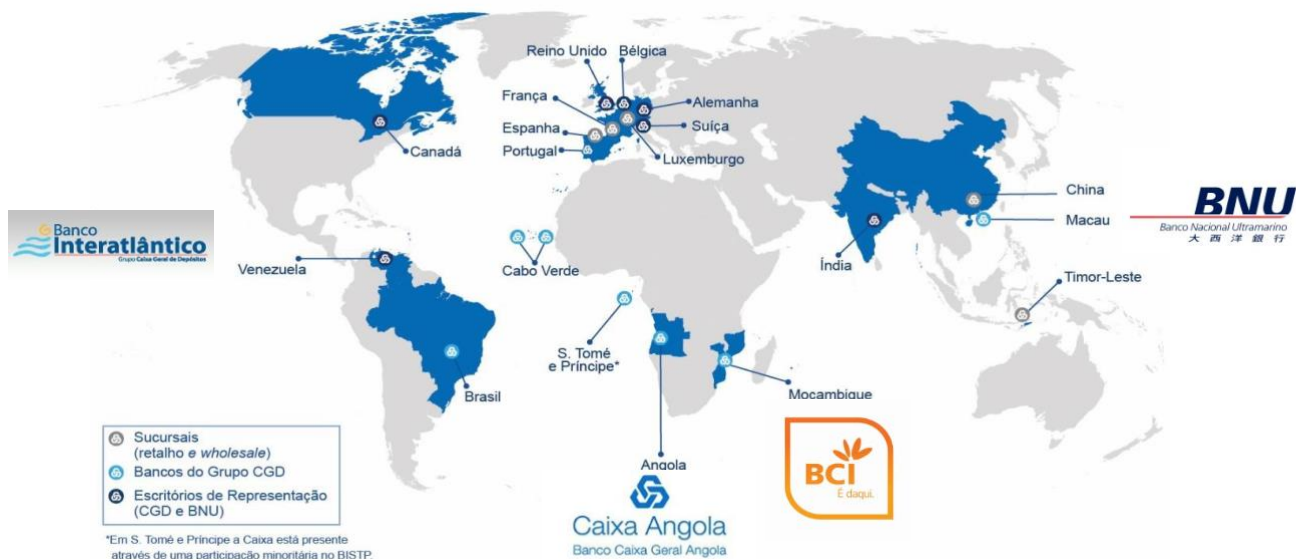 Reino Unido
Bélgica
França
Alemanha
Espanha
Suíça
Portugal
Luxemburgo
Canadá
China
Macau
BNU
Banco Nacional Ultramarino
大 西 洋 銀 行
Banco
Interatlântico
Grupo Caixa Geral de Depósitos
Venezuela
Cabo Verde
Índia
Timor-Leste
S. Tomé
e Príncipe*
Brasil
Moçambique
Angola
BCI
É daqui.
Caixa Angola
Banco Caixa Geral Angola
Sucursais
(retalho e wholesale)
Bancos do Grupo CGD
Escritórios de Representação
(CGD e BNU)
*Em S. Tomé e Príncipe a Caixa está presente
através de uma participação minoritária no BISTP.